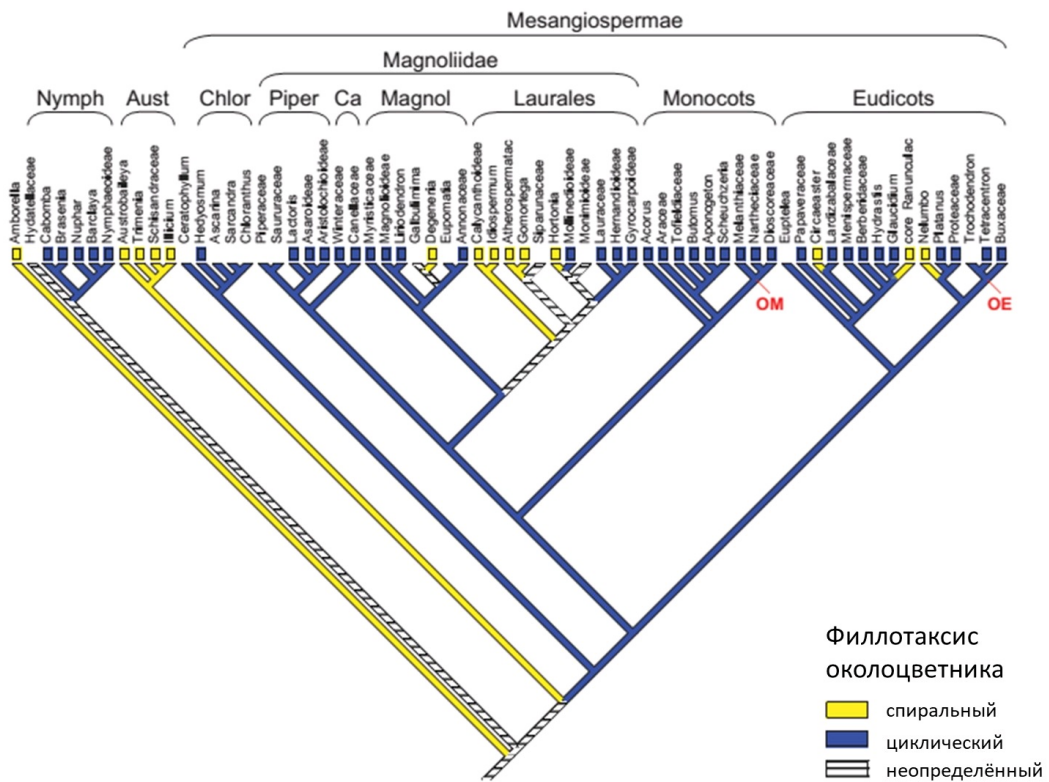 Mesangiospermae
Magnoliidae
Nymph Aust Chlor Piper Ca Magnol Laurales Monocots Eudicots
Amborella
Hydatellaceae
Cabomba
Brasenia
Nuphar
Barclaya
Nymphaeoideae
Austrobaileya
Trimenia
Schisandraceae
Illicium
Ceratophyllum
Hedyosmum
Ascarina
Sarcandra
Chloranthus
Piperaceae
Saururaceae
Lactoris
Asaroideae
Aristolochioideae
Winteraceae
Canellaceae
Myristicaceae
Magnolioideae
Liriodendron
Galbulimima
Degeneria
Eupomatia
Annonaceae
Calycanthoideae
Idiospermum
Atherospermatac
Gomortega
Siparunaceae
Hortonia
Mollinedioideae
Monimioideae
Lauraceae
Hernandioideae
Gyrocarpoideae
Acorus
Araceae
Tofieldiaceae
Butomus
Aponogeton
Scheuchzeria
Melanthiaceae
Nartheciaceae
Dioscoreaceae
Euptelea
Papaveraceae
Circaeaster
Lardizabalaceae
Menispermaceae
Berberidaceae
Hydrastis
Glaucidium
core Ranunculac
Nelumbo
Platanus
Proteaceae
Trochodendron
Tetracentron
Buxaceae
OM
OE
Филлотаксис
околоцветника
спиральный
циклический
неопределённый